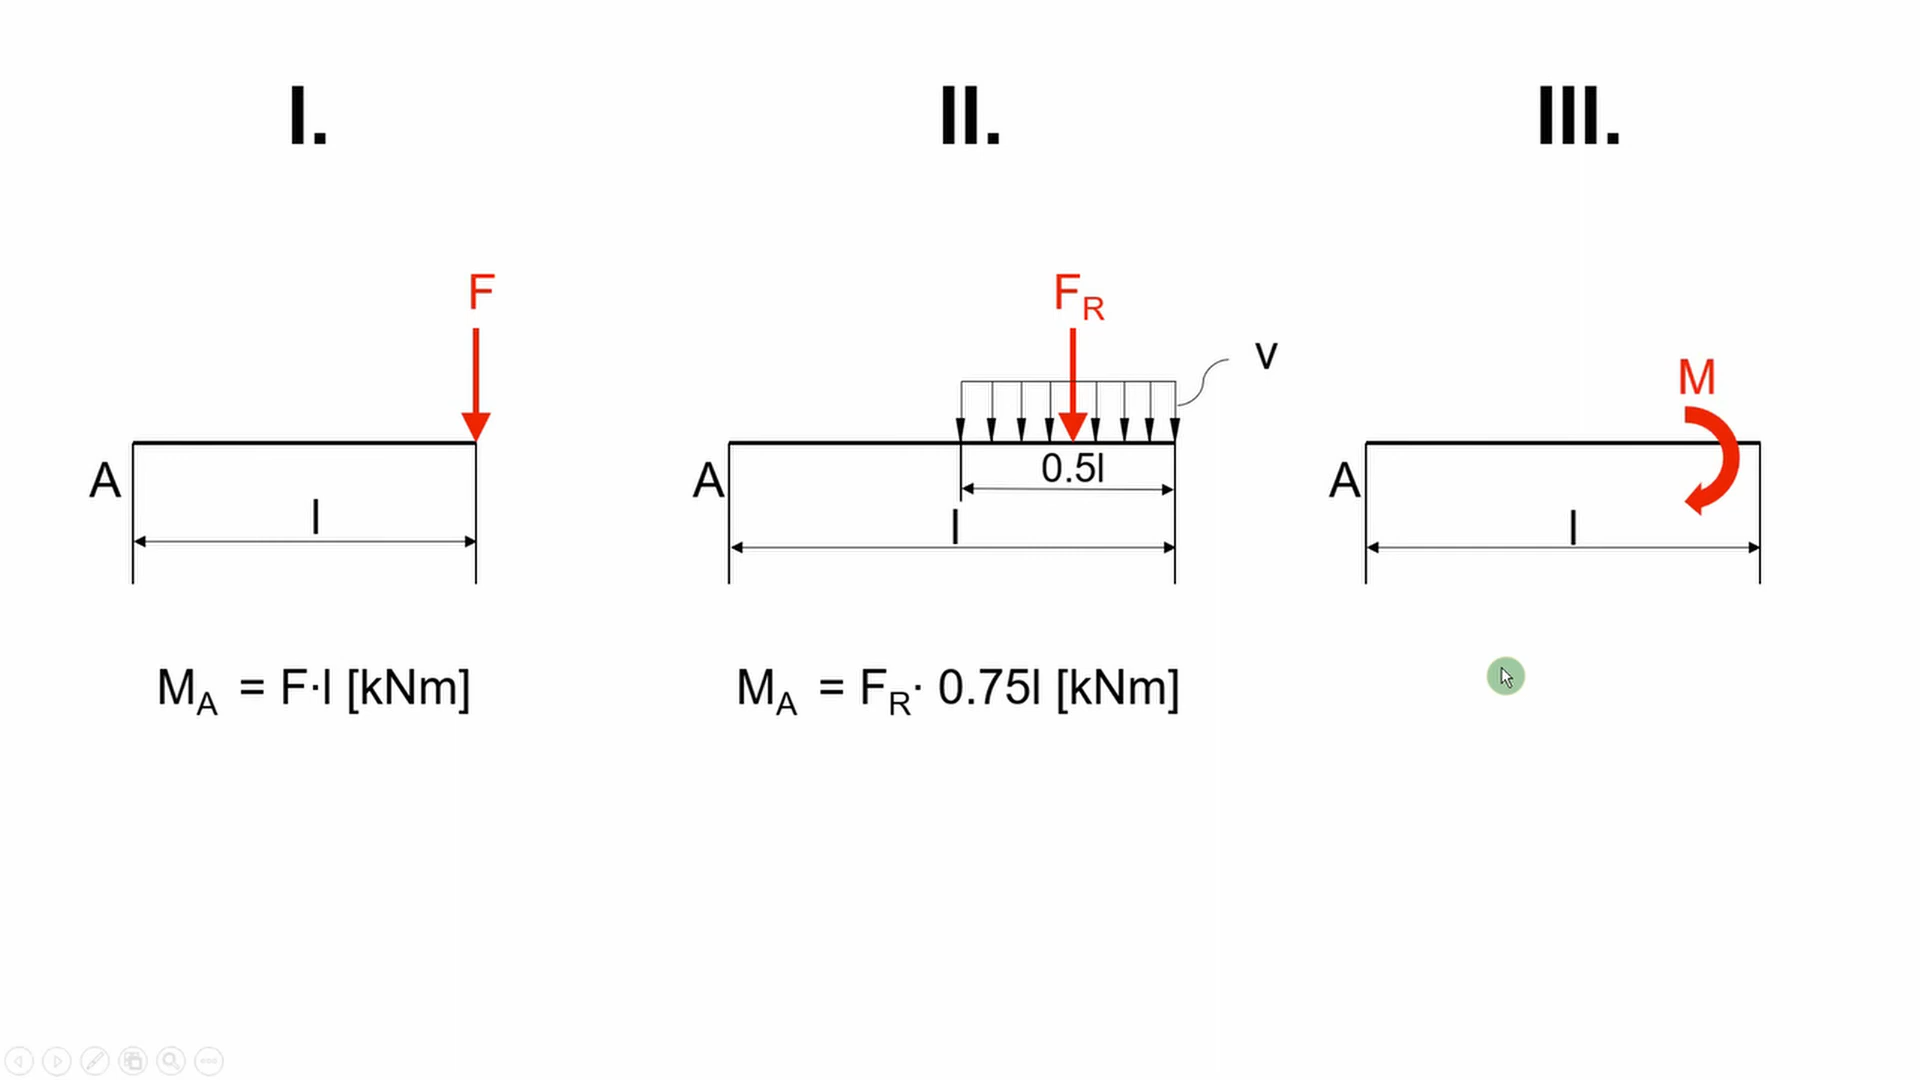 I.
II.
III.
F
F_R
v
M
A
l
A
0.5l
l
A
l
M_A = F·l [kNm]
M_A = F_R· 0.75l [kNm]